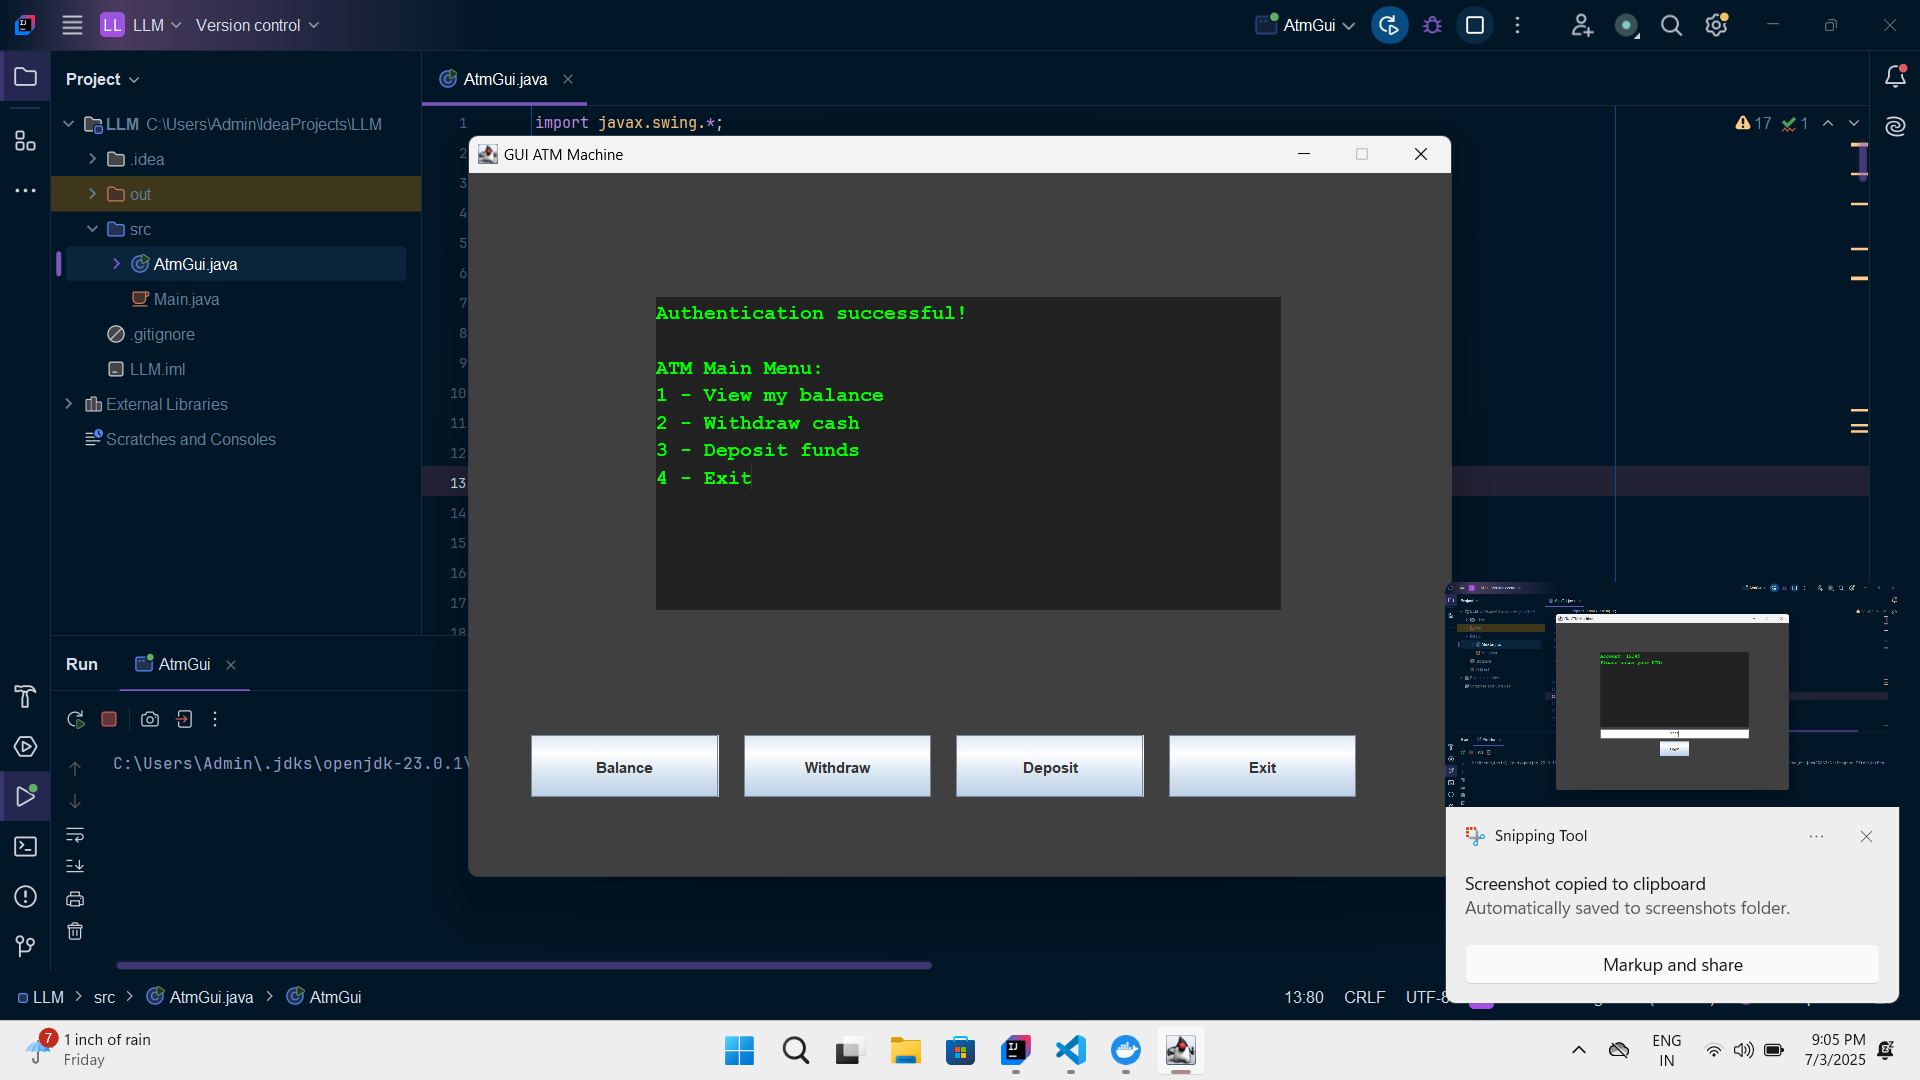 LL LLM Version control
AtmGui
Project
AtmGui.java
LLM C:\Users\Admin\IdeaProjects\LLM
.idea
out
src
AtmGui.java
Main.java
.gitignore
LLM.iml
External Libraries
Scratches and Consoles
1 import javax.swing.*;
17 1
2
3
4
5
6
7
8
9
10
11
12
13
14
15
16
17
18
GUI ATM Machine
Authentication successful!
ATM Main Menu:
1 - View my balance
2 - Withdraw cash
3 - Deposit funds
4 - Exit
Balance Withdraw Deposit Exit
Run AtmGui
C:\Users\Admin\.jdks\openjdk-23.0.1\
Snipping Tool
Screenshot copied to clipboard
Automatically saved to screenshots folder.
Markup and share
LLM src AtmGui.java AtmGui
13:80 CRLF UTF-8
7 1 inch of rain
Friday
ENG
IN
9:05 PM
7/3/2025